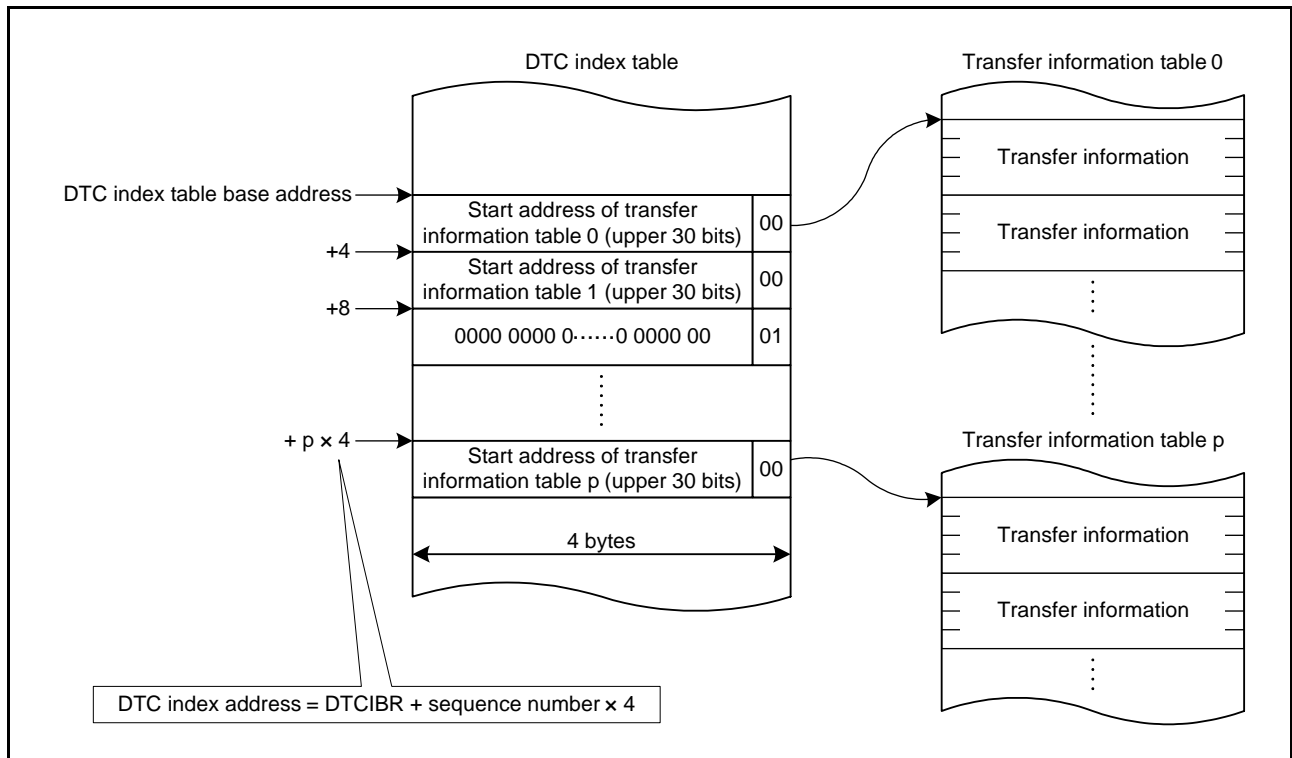 DTC index table
Transfer information table 0
DTC index table base address
Start address of transfer
information table 0 (upper 30 bits)
00
Transfer information
Transfer information
+4
Start address of transfer
information table 1 (upper 30 bits)
00
+8
0000 0000 0······0 0000 00
01
+ p × 4
Start address of transfer
information table p (upper 30 bits)
00
Transfer information table p
Transfer information
Transfer information
4 bytes
DTC index address = DTCIBR + sequence number × 4